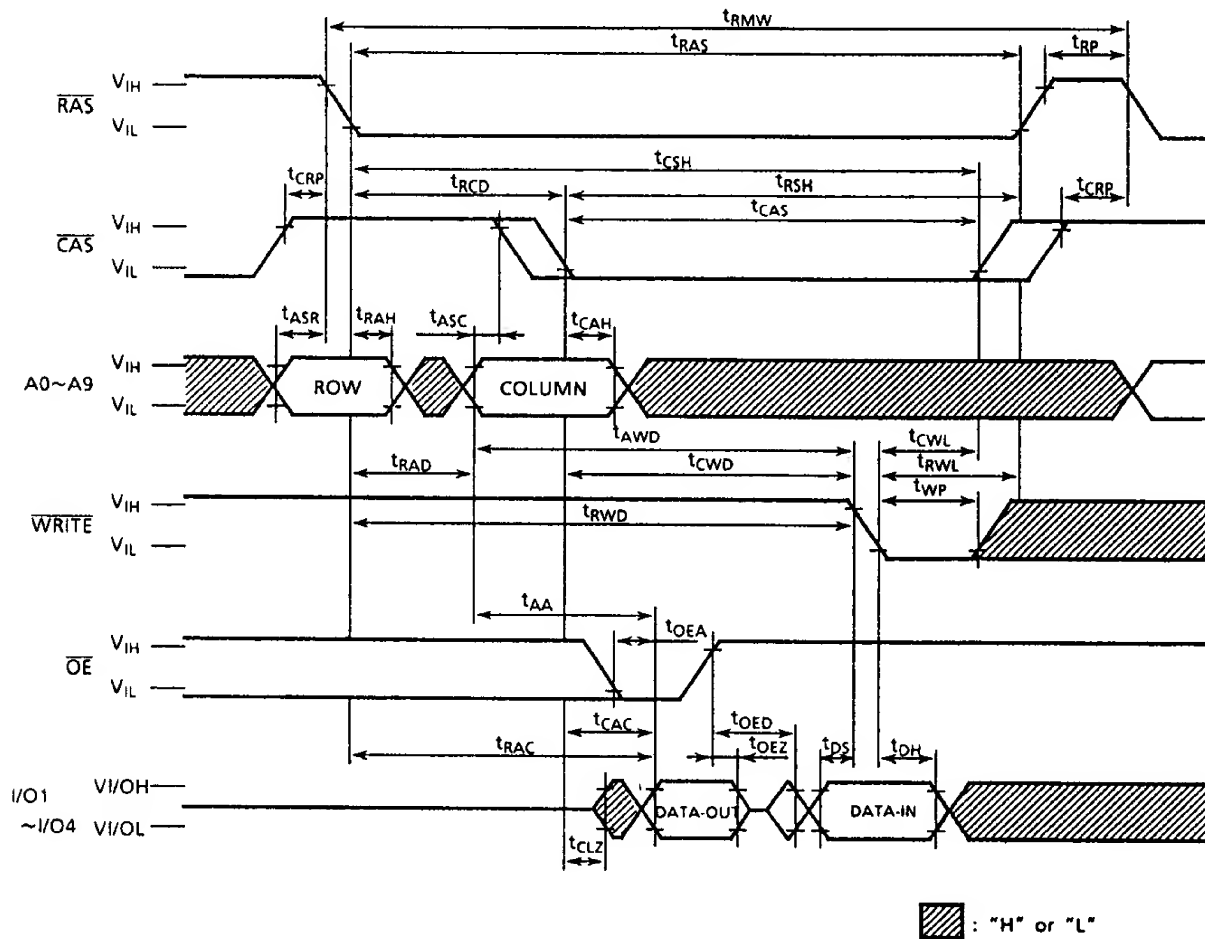 tRMW
tRAS
tRP
RAS
VIH
VIL
tCSH
tCRP
tRCD
tRSH
tCRP
tCAS
CAS
VIH
VIL
tASR
tRAH
tASC
tCAH
A0~A9
VIH
VIL
ROW
COLUMN
tAWD
tCWL
tRAD
tCWD
tRWL
tWP
WRITE
VIH
VIL
tRWD
tAA
tOEA
OE
VIH
VIL
tCAC
tOED
tRAC
tOEZ
tDS
tDH
I/O1
~I/O4
VI/OH
VI/OL
DATA-OUT
DATA-IN
tCLZ
: "H" or "L"